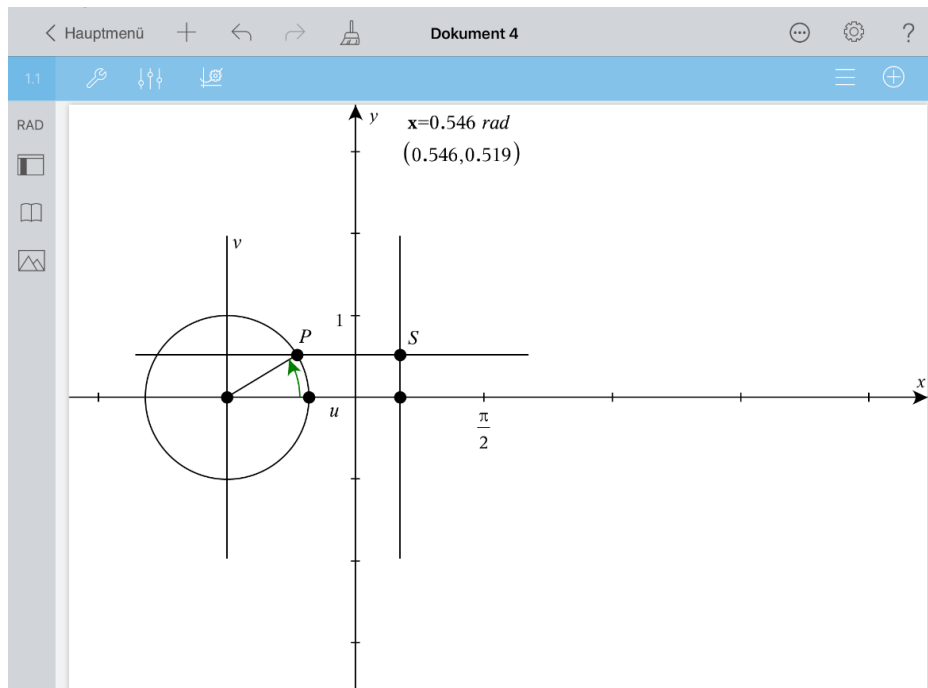 Hauptmenü
Dokument 4
?
1.1
RAD
y
x=0.546 rad
(0.546,0.519)
v
1
P
S
x
u
π
2